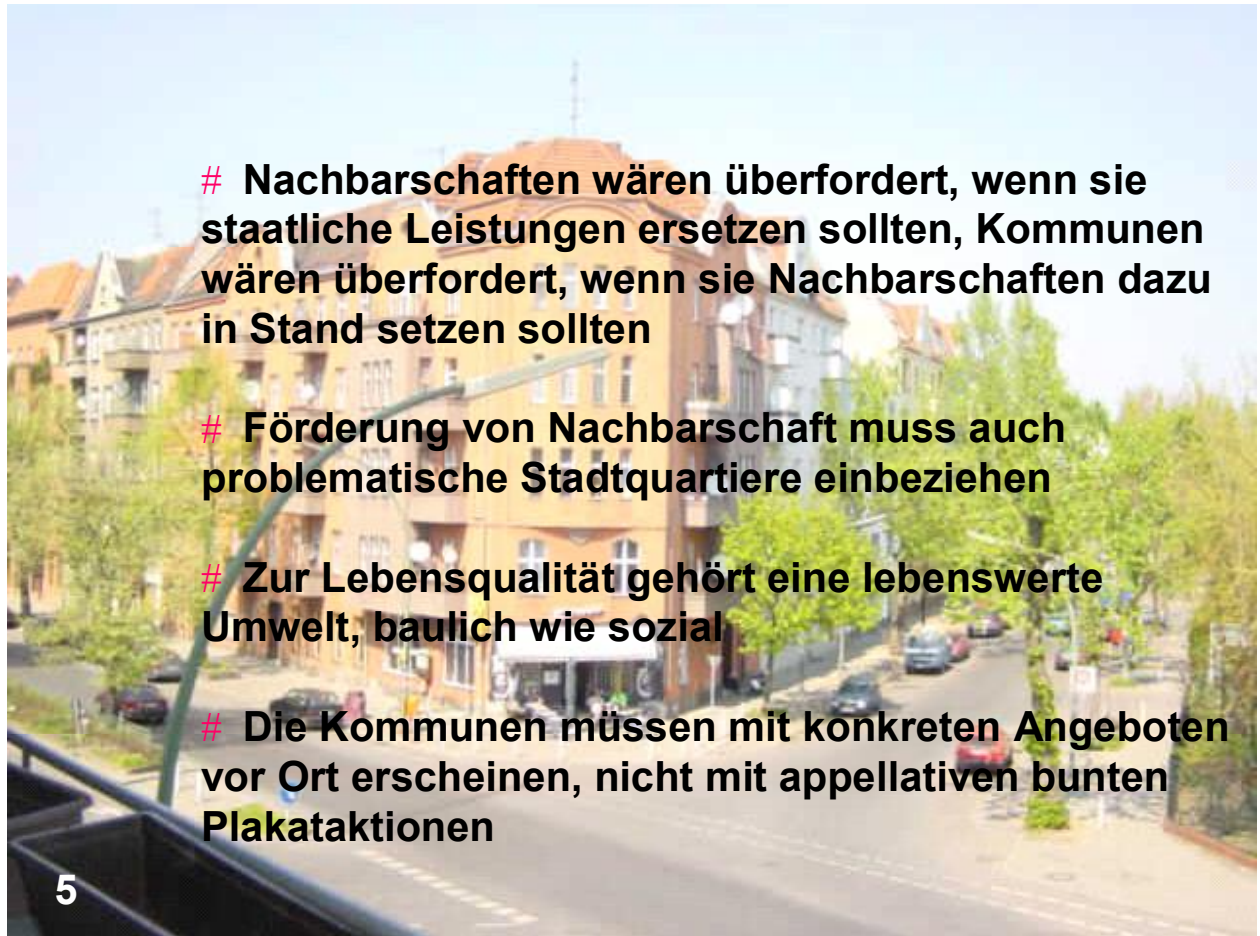 # Nachbarschaften wären überfordert, wenn sie
staatliche Leistungen ersetzen sollten, Kommunen
wären überfordert, wenn sie Nachbarschaften dazu
in Stand setzen sollten
# Förderung von Nachbarschaft muss auch
problematische Stadtquartiere einbeziehen
# Zur Lebensqualität gehört eine lebenswerte
Umwelt, baulich wie sozial
# Die Kommunen müssen mit konkreten Angeboten
vor Ort erscheinen, nicht mit appellativen bunten
Plakataktionen
5